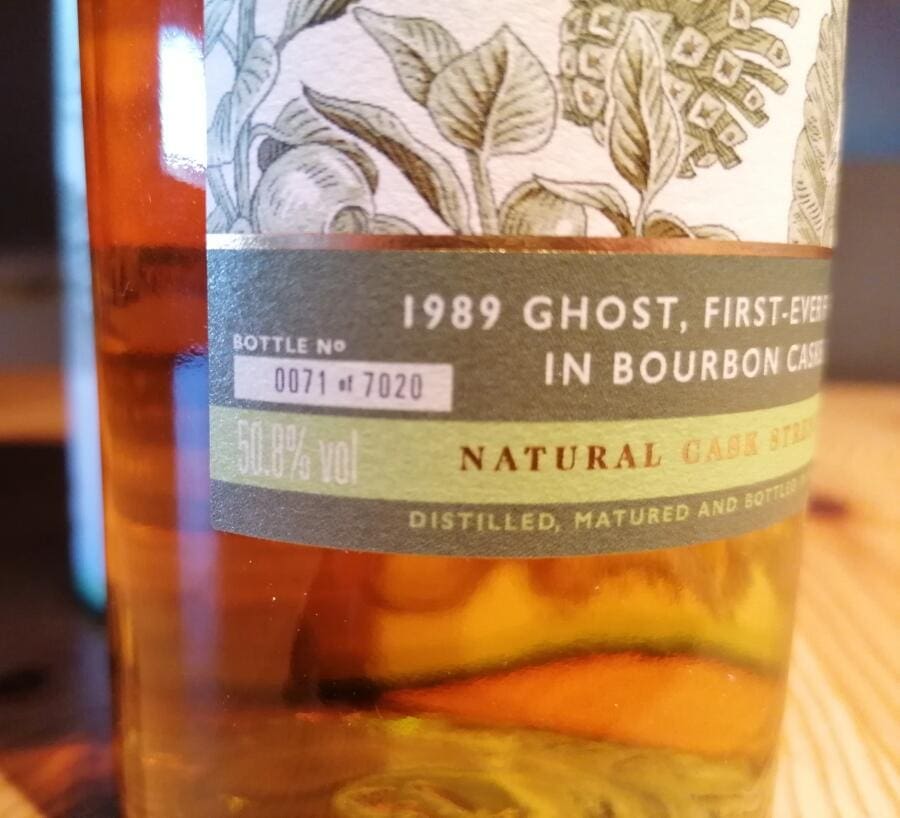 1989 GHOST, FIRST-EVER
IN BOURBON CASK
BOTTLE Nº
0071 of 7020
50.8% vol
NATURAL CASK
DISTILLED, MATURED AND BOTTLED